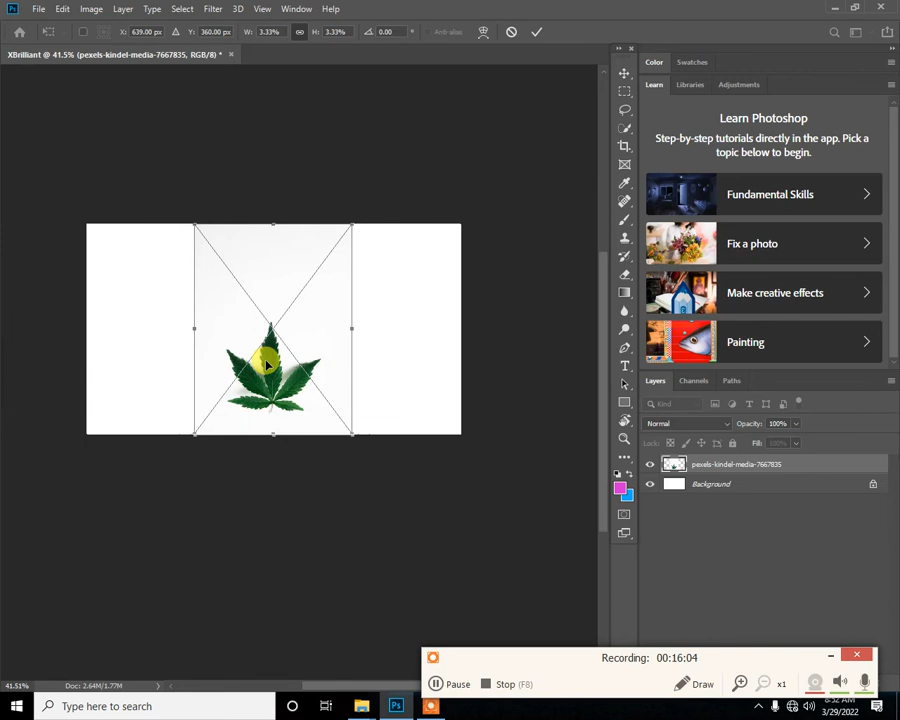 Ps File Edit Image Layer Type Select Filter 3D View Window Help
X: 639.00 px Y: 360.00 px W: 3.33% H: 3.33% 0.00 ° Anti-alias
XBrilliant @ 41.5% (pexels-kindel-media-7667835, RGB/8) * ×
Color Swatches
Learn Libraries Adjustments
Learn Photoshop
Step-by-step tutorials directly in the app. Pick a
topic below to begin.
Fundamental Skills
Fix a photo
Make creative effects
Painting
Layers Channels Paths
Kind
Normal Opacity: 100%
Lock: Fill: 100%
pexels-kindel-media-7667835
Background
Recording: 00:16:04
Pause Stop (F8) Draw x1
41.51% Doc: 2.64M/1.77M
Type here to search
Ps
3/29/2022